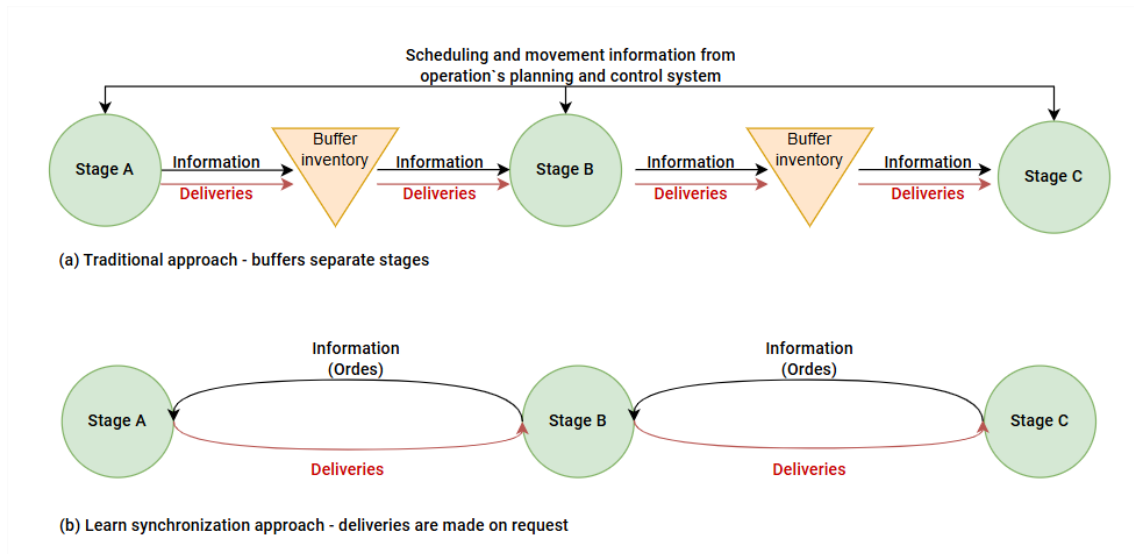 Scheduling and movement information from
operation`s planning and control system
Stage A
Information
Deliveries
Buffer
inventory
Information
Deliveries
Stage B
Information
Deliveries
Buffer
inventory
Information
Deliveries
Stage C
(a) Traditional approach - buffers separate stages
Information
(Ordes)
Information
(Ordes)
Stage A
Stage B
Stage C
Deliveries
Deliveries
(b) Learn synchronization approach - deliveries are made on request